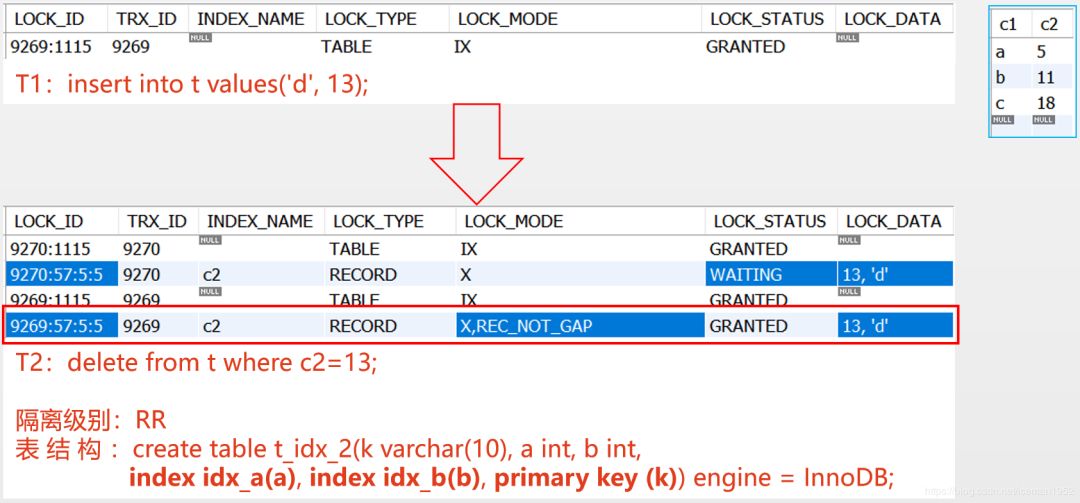 LOCK_ID TRX_ID INDEX_NAME LOCK_TYPE LOCK_MODE LOCK_STATUS LOCK_DATA
9269:1115 9269 NULL TABLE IX GRANTED NULL
T1：insert into t values('d', 13);
c1 c2
a 5
b 11
c 18
NULL NULL
LOCK_ID TRX_ID INDEX_NAME LOCK_TYPE LOCK_MODE LOCK_STATUS LOCK_DATA
9270:1115 9270 NULL TABLE IX GRANTED NULL
9270:57:5:5 9270 c2 RECORD X WAITING 13, 'd'
9269:1115 9269 NULL TABLE IX GRANTED NULL
9269:57:5:5 9269 c2 RECORD X,REC_NOT_GAP GRANTED 13, 'd'
T2：delete from t where c2=13;
隔离级别：RR
表 结 构 ：create table t_idx_2(k varchar(10), a int, b int,
index idx_a(a), index idx_b(b), primary key (k)) engine = InnoDB;